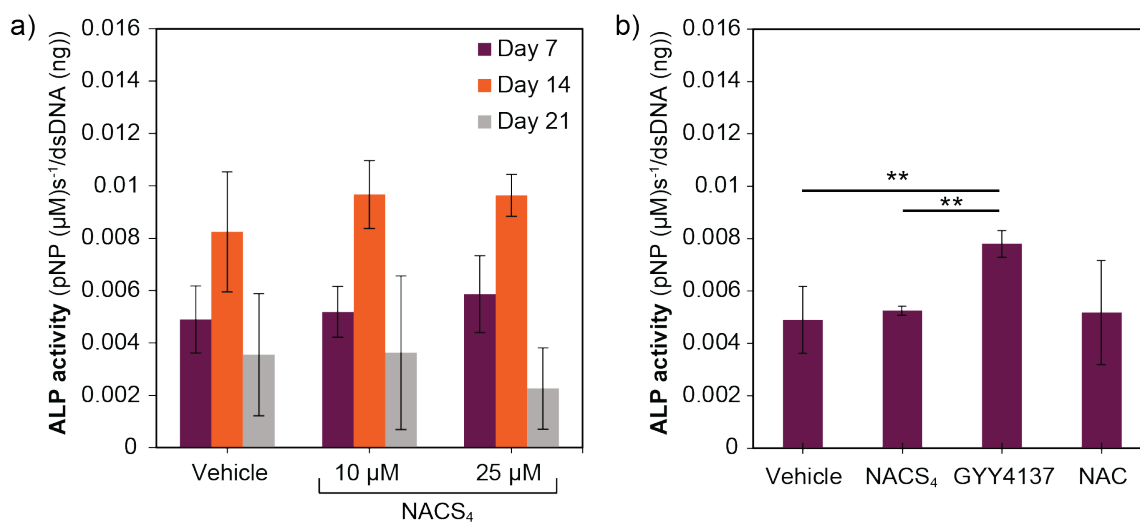 a)
ALP activity (pNP (µM)s⁻¹/dsDNA (ng))
0.016
0.014
0.012
0.01
0.008
0.006
0.004
0.002
0
Day 7
Day 14
Day 21
Vehicle
10 µM
25 µM
NACS₄
b)
ALP activity (pNP (µM)s⁻¹/dsDNA (ng))
0.016
0.014
0.012
0.01
0.008
0.006
0.004
0.002
0
**
**
Vehicle
NACS₄
GYY4137
NAC